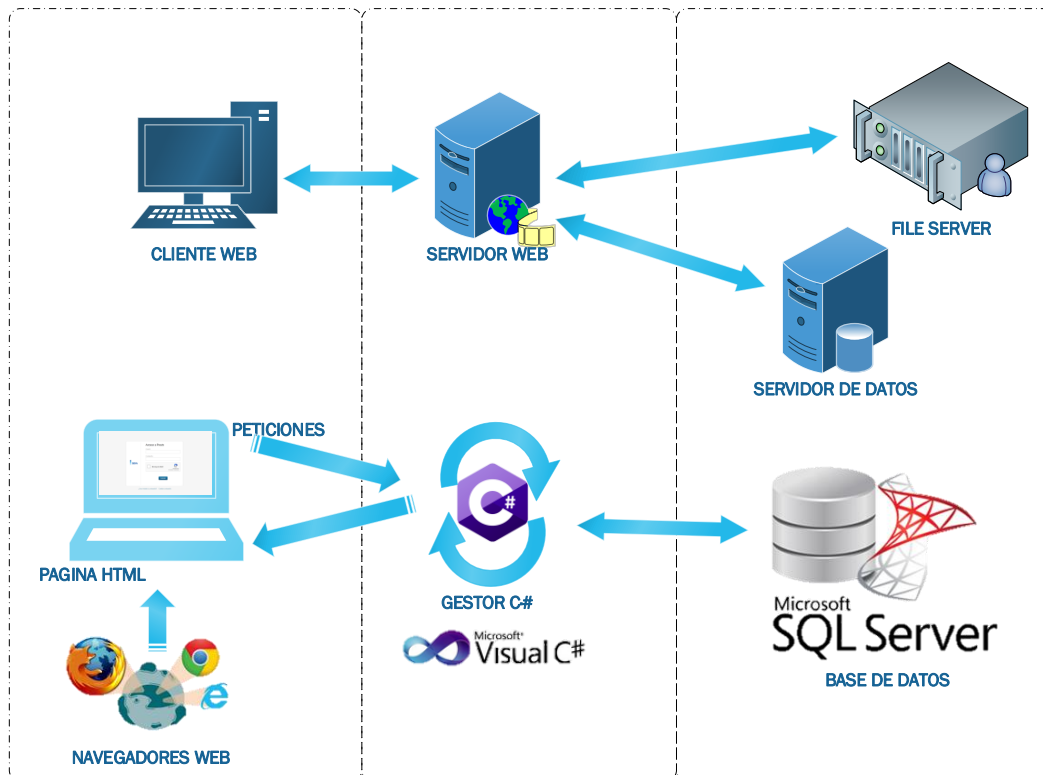 CLIENTE WEB
SERVIDOR WEB
FILE SERVER
SERVIDOR DE DATOS
PETICIONES
PAGINA HTML
C#
GESTOR C#
Microsoft
Visual C#
Microsoft
SQL Server
BASE DE DATOS
NAVEGADORES WEB